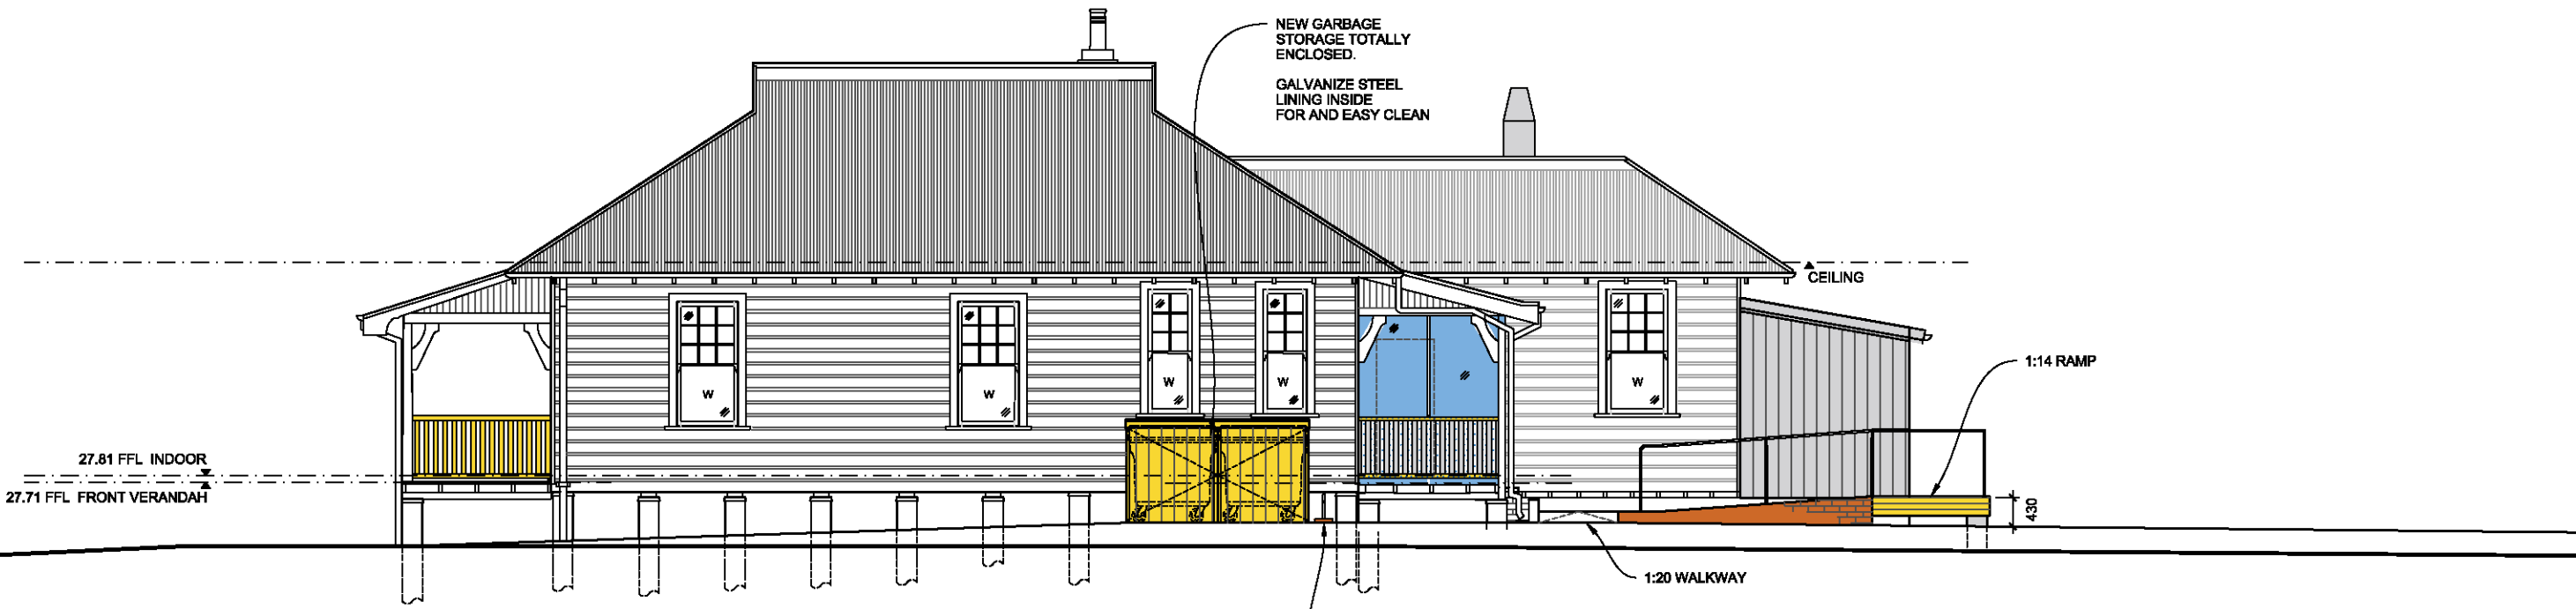 NEW GARBAGE
STORAGE TOTALLY
ENCLOSED.
GALVANIZE STEEL
LINING INSIDE
FOR AND EASY CLEAN
CEILING
1:14 RAMP
W
W
W
W
W
27.81 FFL INDOOR
27.71 FFL FRONT VERANDAH
430
1:20 WALKWAY